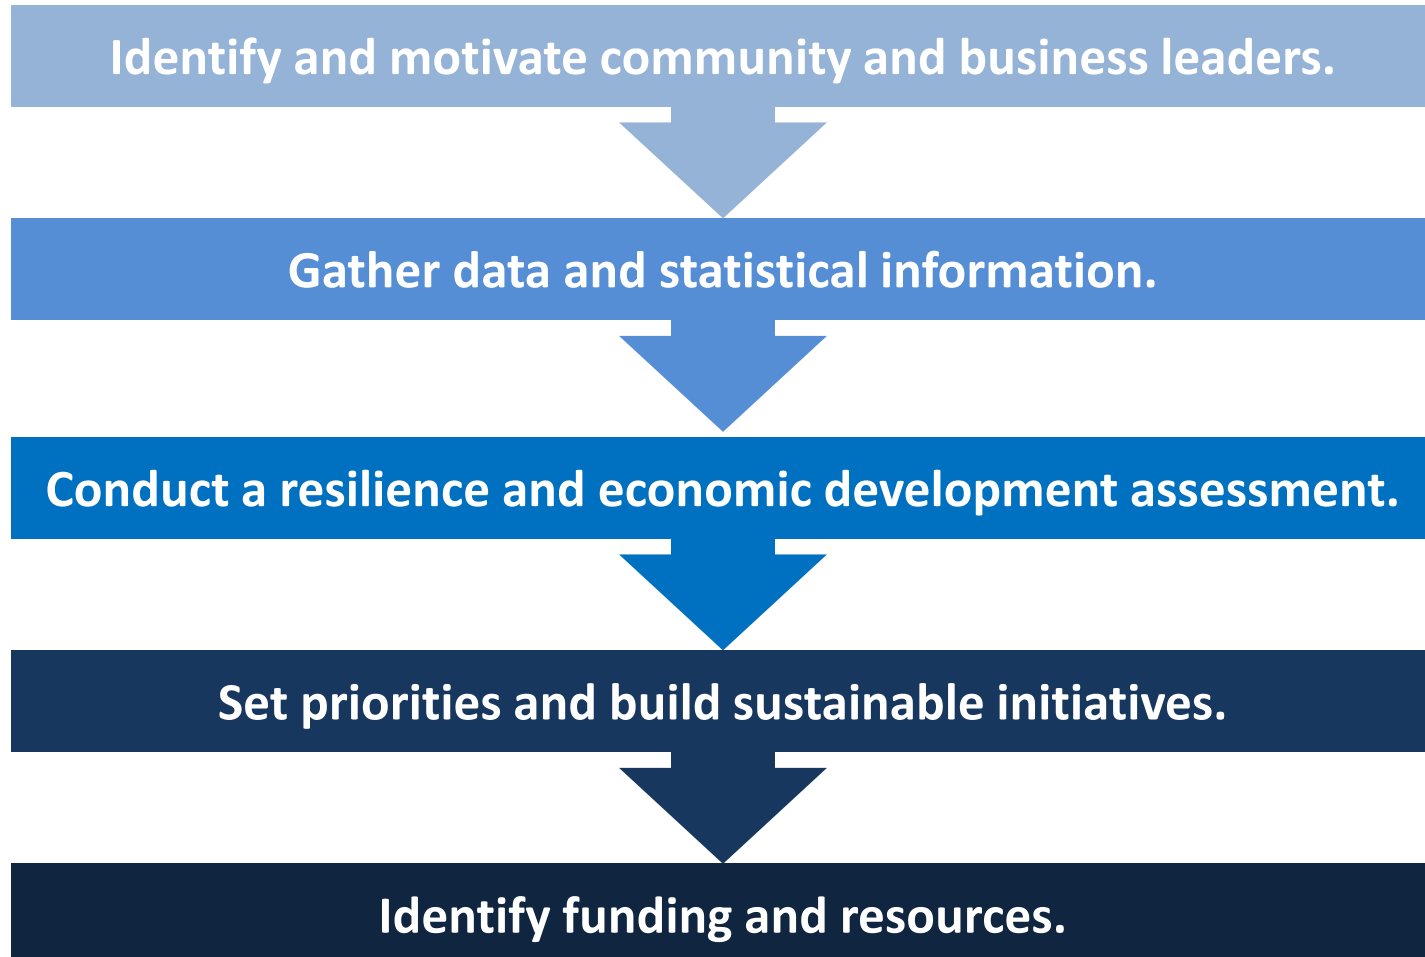 Identify and motivate community and business leaders.
Gather data and statistical information.
Conduct a resilience and economic development assessment.
Set priorities and build sustainable initiatives.
Identify funding and resources.